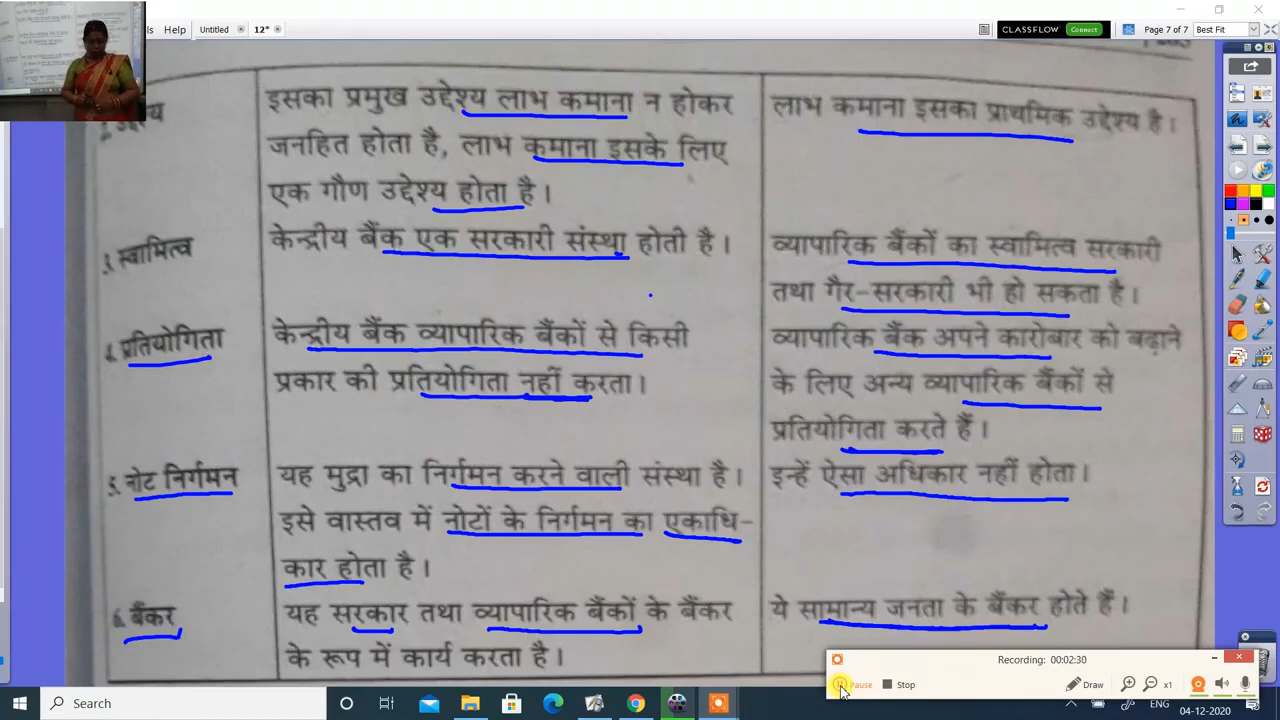 Help
Untitled
12*
CLASSFLOW
Connect
Page 7 of 7
Best Fit
इसका प्रमुख उद्देश्य लाभ कमाना न होकर
जनहित होता है, लाभ कमाना इसके लिए
एक गौण उद्देश्य होता है।
लाभ कमाना इसका प्राथमिक उद्देश्य है।
3. स्वामित्व
केन्द्रीय बैंक एक सरकारी संस्था होती है।
व्यापारिक बैंकों का स्वामित्व सरकारी
तथा गैर-सरकारी भी हो सकता है।
4. प्रतियोगिता
केन्द्रीय बैंक व्यापारिक बैंकों से किसी
प्रकार की प्रतियोगिता नहीं करता।
व्यापारिक बैंक अपने कारोबार को बढ़ाने
के लिए अन्य व्यापारिक बैंकों से
प्रतियोगिता करते हैं।
5. नोट निर्गमन
यह मुद्रा का निर्गमन करने वाली संस्था है।
इसे वास्तव में नोटों के निर्गमन का एकाधि-
कार होता है।
इन्हें ऐसा अधिकार नहीं होता।
6. बैंकर
यह सरकार तथा व्यापारिक बैंकों के बैंकर
के रूप में कार्य करता है।
ये सामान्य जनता के बैंकर होते हैं।
Recording: 00:02:30
Pause
Stop
Draw
x1
Search
ENG
04-12-2020